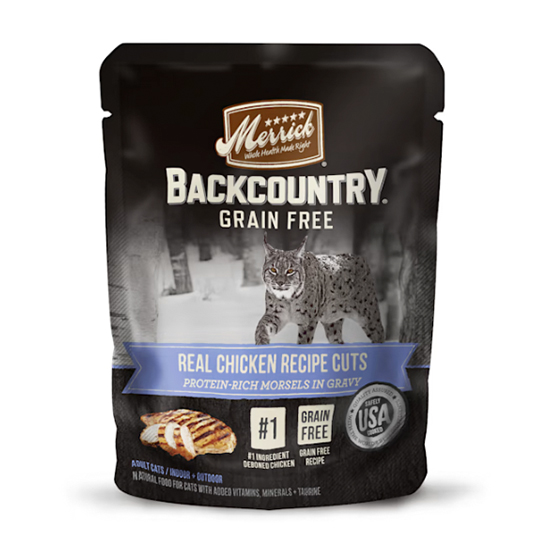 Merrick
Whole Health Made Right
BACKCOUNTRY®
GRAIN FREE
REAL CHICKEN RECIPE CUTS
PROTEIN-RICH MORSELS IN GRAVY
#1
#1 INGREDIENT
DEBONED CHICKEN
GRAIN
FREE
GRAIN FREE
RECIPE
SAFELY
USA
COOKED
ADULT CATS / INDOOR + OUTDOOR
NATURAL FOOD FOR CATS WITH ADDED VITAMINS, MINERALS + TAURINE